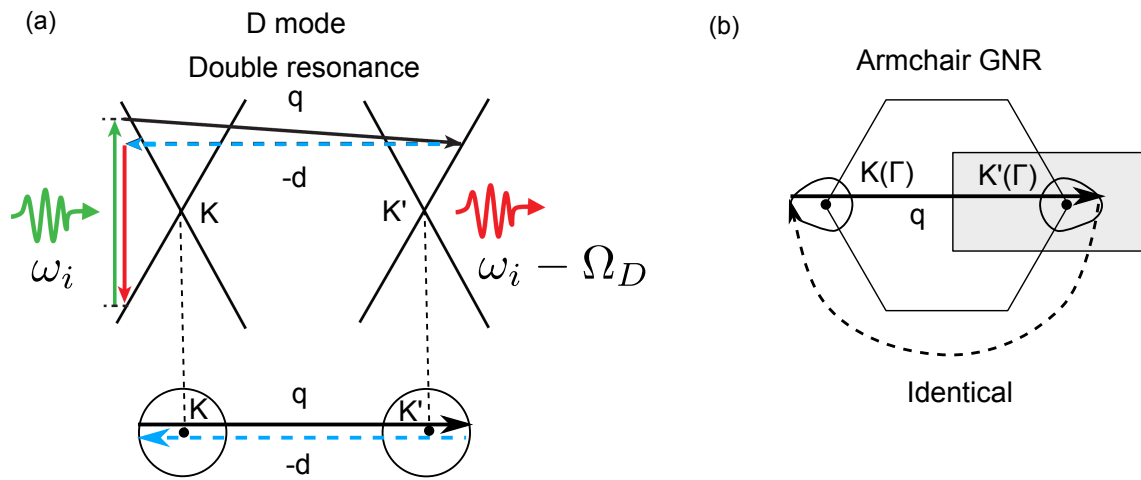 (a)
D mode
Double resonance
q
-d
K
K'
ω_i
ω_i − Ω_D
K
q
K'
-d
(b)
Armchair GNR
K(Γ)
K'(Γ)
q
Identical